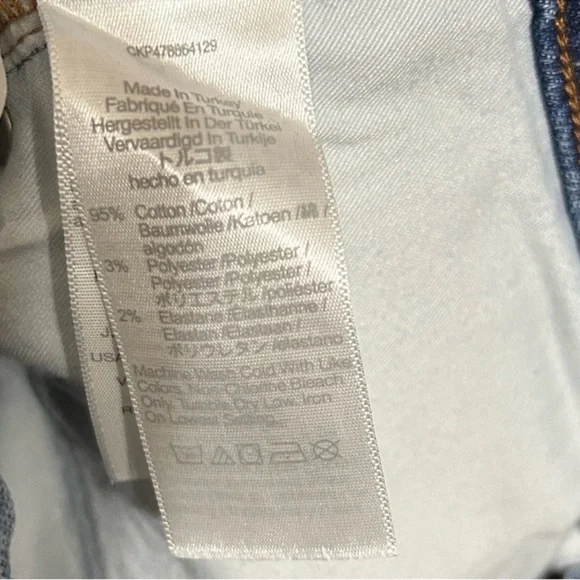 CKP478864129
Made In Turkey
Fabriqué En Turquie
Hergestellt In Der Türkei
Vervaardigd In Turkije
トルコ製
hecho en turquía
95% Cotton /Coton /
Baumwolle /Katoen /綿 /
algodón
3% Polyester /Polyester /
Polyester /Polyester /
ポリエステル /poliéster
2% Elastane /Elasthanne /
Elastan /Elastaan /
ポリウレタン /elastano
Machine Wash Cold With Like
Colors, Non-Chlorine Bleach
Only, Tumble Dry Low, Iron
On Lowest Setting
USA